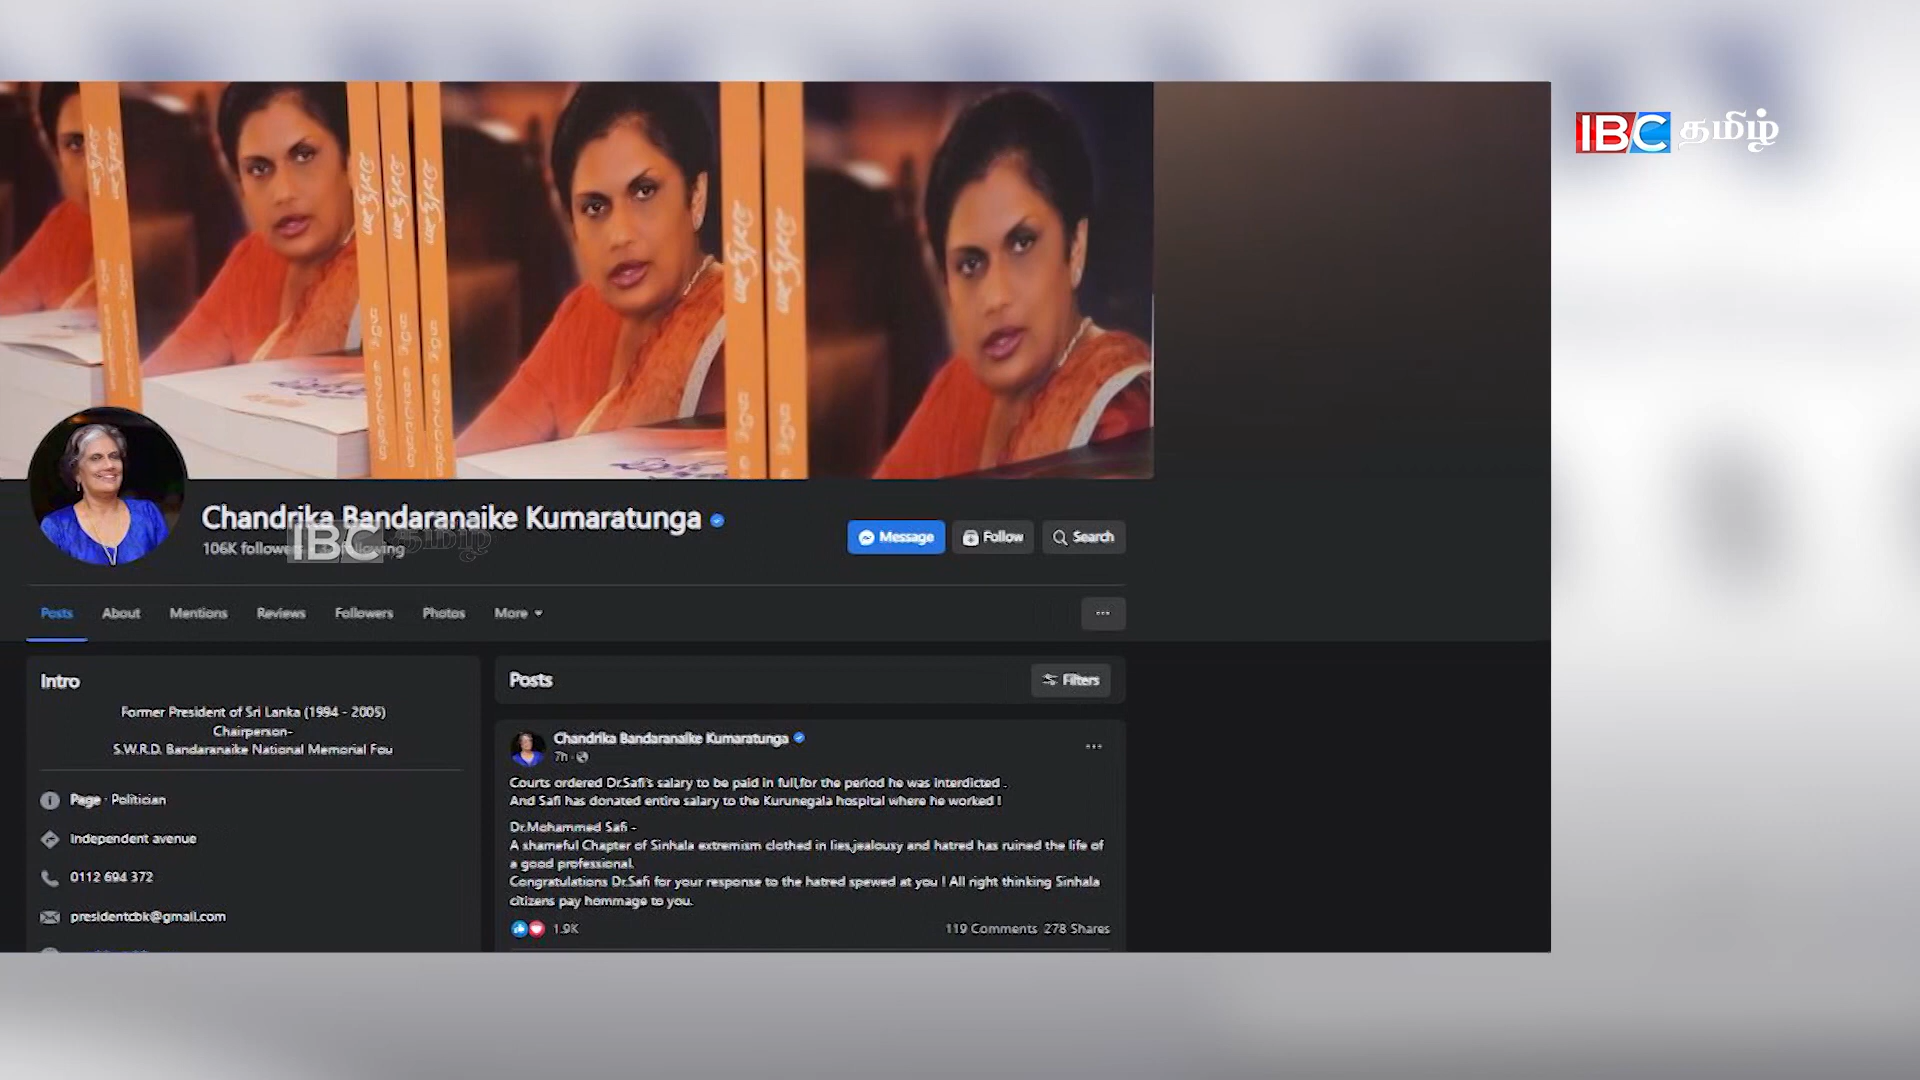 IBC தமிழ்
Chandrika Bandaranaike Kumaratunga
106K followers
IBC தமிழ்
Message
Follow
Search
Posts
About
Mentions
Reviews
Followers
Photos
More
Intro
Former President of Sri Lanka (1994 - 2005)
Chairperson-
S.W.R.D. Bandaranaike National Memorial Fou
Page · Politician
Independent avenue
0112 694 372
presidentcbk@gmail.com
Posts
Filters
Chandrika Bandaranaike Kumaratunga
7h ·
Courts ordered Dr.Safi's salary to be paid in full,for the period he was interdicted .
And Safi has donated entire salary to the Kurunegala hospital where he worked !
Dr.Mohammed Safi -
A shameful Chapter of Sinhala extremism clothed in lies,jealousy and hatred has ruined the life of
a good professional.
Congratulations Dr.Safi for your response to the hatred spewed at you ! All right thinking Sinhala
citizens pay hommage to you.
1.9K
119 Comments 278 Shares